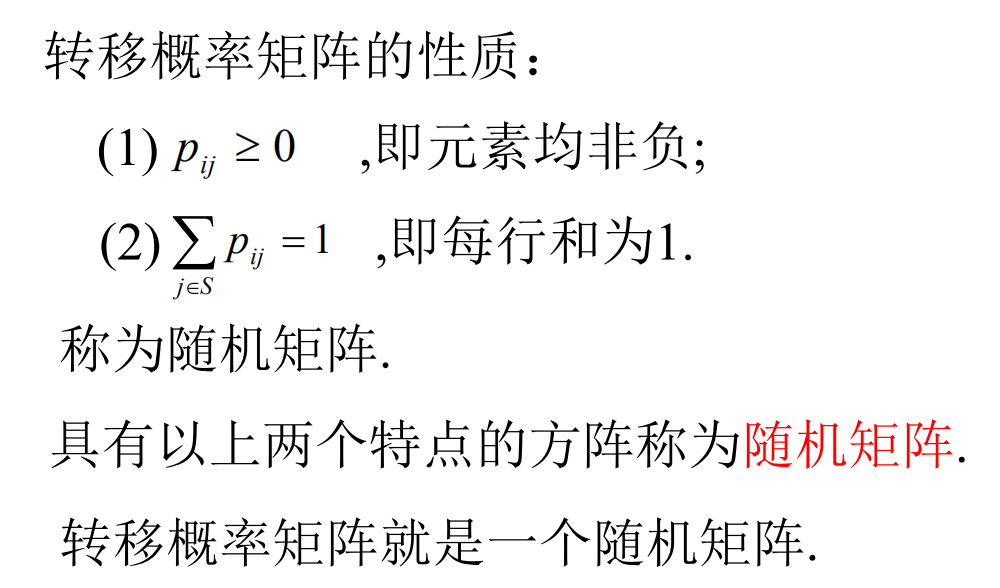 转移概率矩阵的性质：
(1) p_{ij} ≥ 0 ,即元素均非负;
(2) ∑_{j∈S} p_{ij} = 1 ,即每行和为1.
称为随机矩阵.
具有以上两个特点的方阵称为随机矩阵.
转移概率矩阵就是一个随机矩阵.